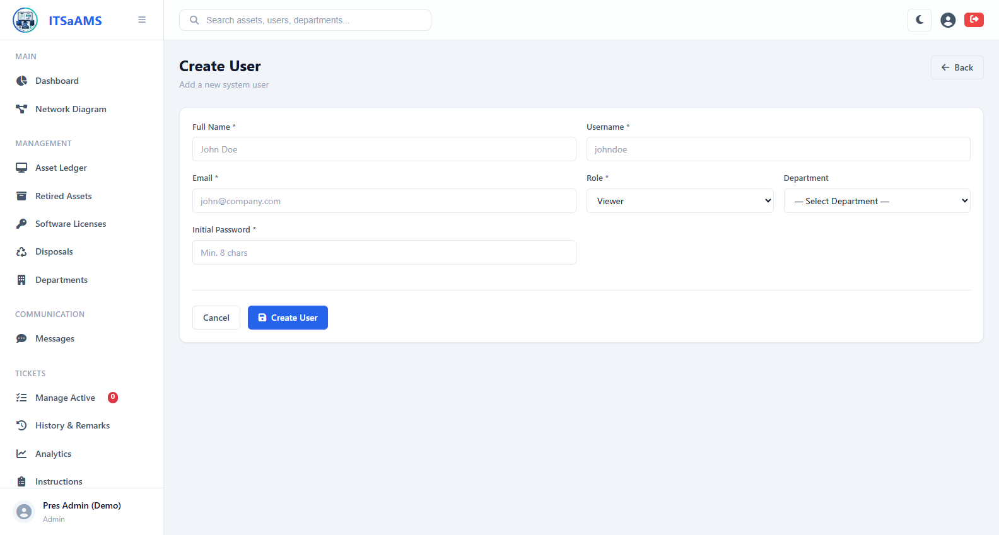 ITSaAMS
Search assets, users, departments...
MAIN
Dashboard
Network Diagram
MANAGEMENT
Asset Ledger
Retired Assets
Software Licenses
Disposals
Departments
COMMUNICATION
Messages
TICKETS
Manage Active 0
History & Remarks
Analytics
Instructions
Pres Admin (Demo)
Admin
Create User
Add a new system user
Back
Full Name *
John Doe
Username *
johndoe
Email *
john@company.com
Role *
Viewer
Department
— Select Department —
Initial Password *
Min. 8 chars
Cancel
Create User